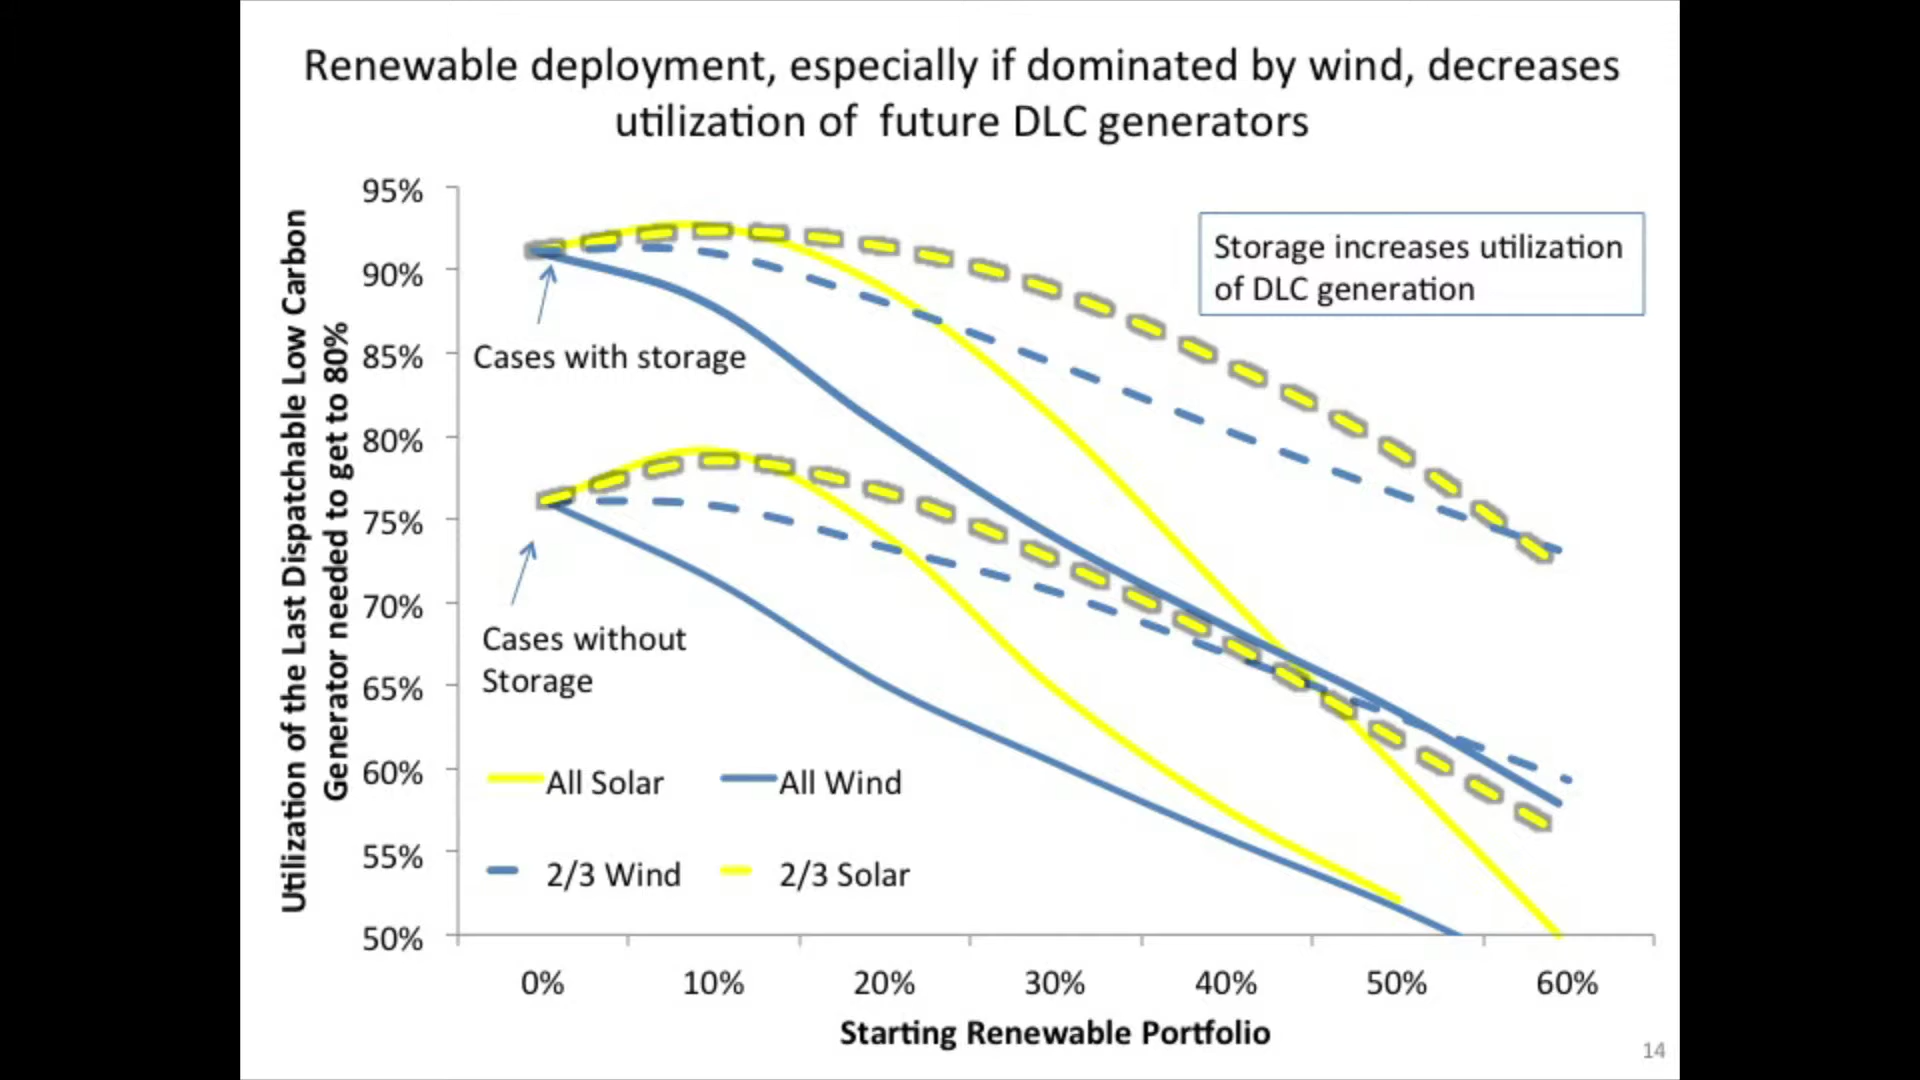 Renewable deployment, especially if dominated by wind, decreases
utilization of future DLC generators
Utilization of the Last Dispatchable Low Carbon
Generator needed to get to 80%
95%
90%
85%
80%
75%
70%
65%
60%
55%
50%
Storage increases utilization
of DLC generation
Cases with storage
Cases without
Storage
All Solar
All Wind
2/3 Wind
2/3 Solar
0%
10%
20%
30%
40%
50%
60%
Starting Renewable Portfolio
14